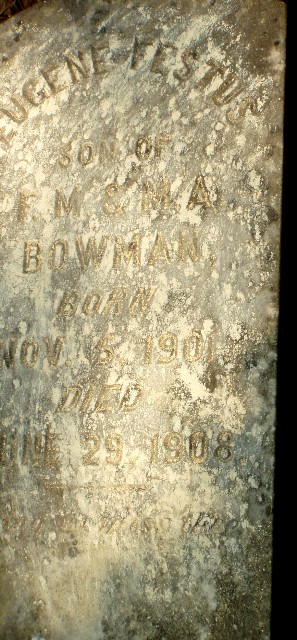 EUGENE FESTUS
SON OF
F. M. & M. A.
BOWMAN,
BORN
NOV. 5, 1901
DIED
JUNE 29, 1908.